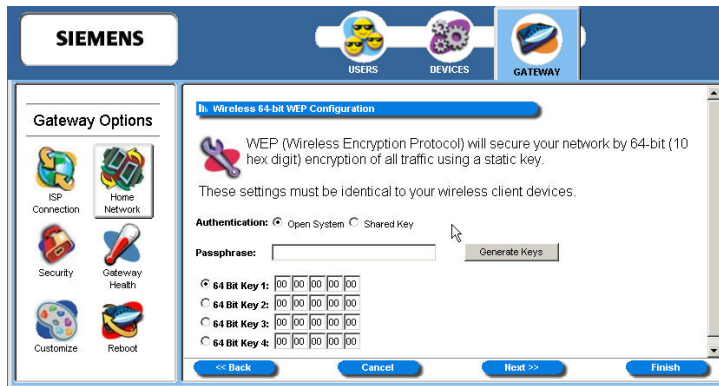 SIEMENS
USERS
DEVICES
GATEWAY
Gateway Options
ISP
Connection
Home
Network
Security
Gateway
Health
Customize
Reboot
Wireless 64-bit WEP Configuration
WEP (Wireless Encryption Protocol) will secure your network by 64-bit (10
hex digit) encryption of all traffic using a static key.
These settings must be identical to your wireless client devices.
Authentication: Open System Shared Key
Passphrase: Generate Keys
64 Bit Key 1: 00 00 00 00 00
64 Bit Key 2: 00 00 00 00 00
64 Bit Key 3: 00 00 00 00 00
64 Bit Key 4: 00 00 00 00 00
<< Back Cancel Next >> Finish